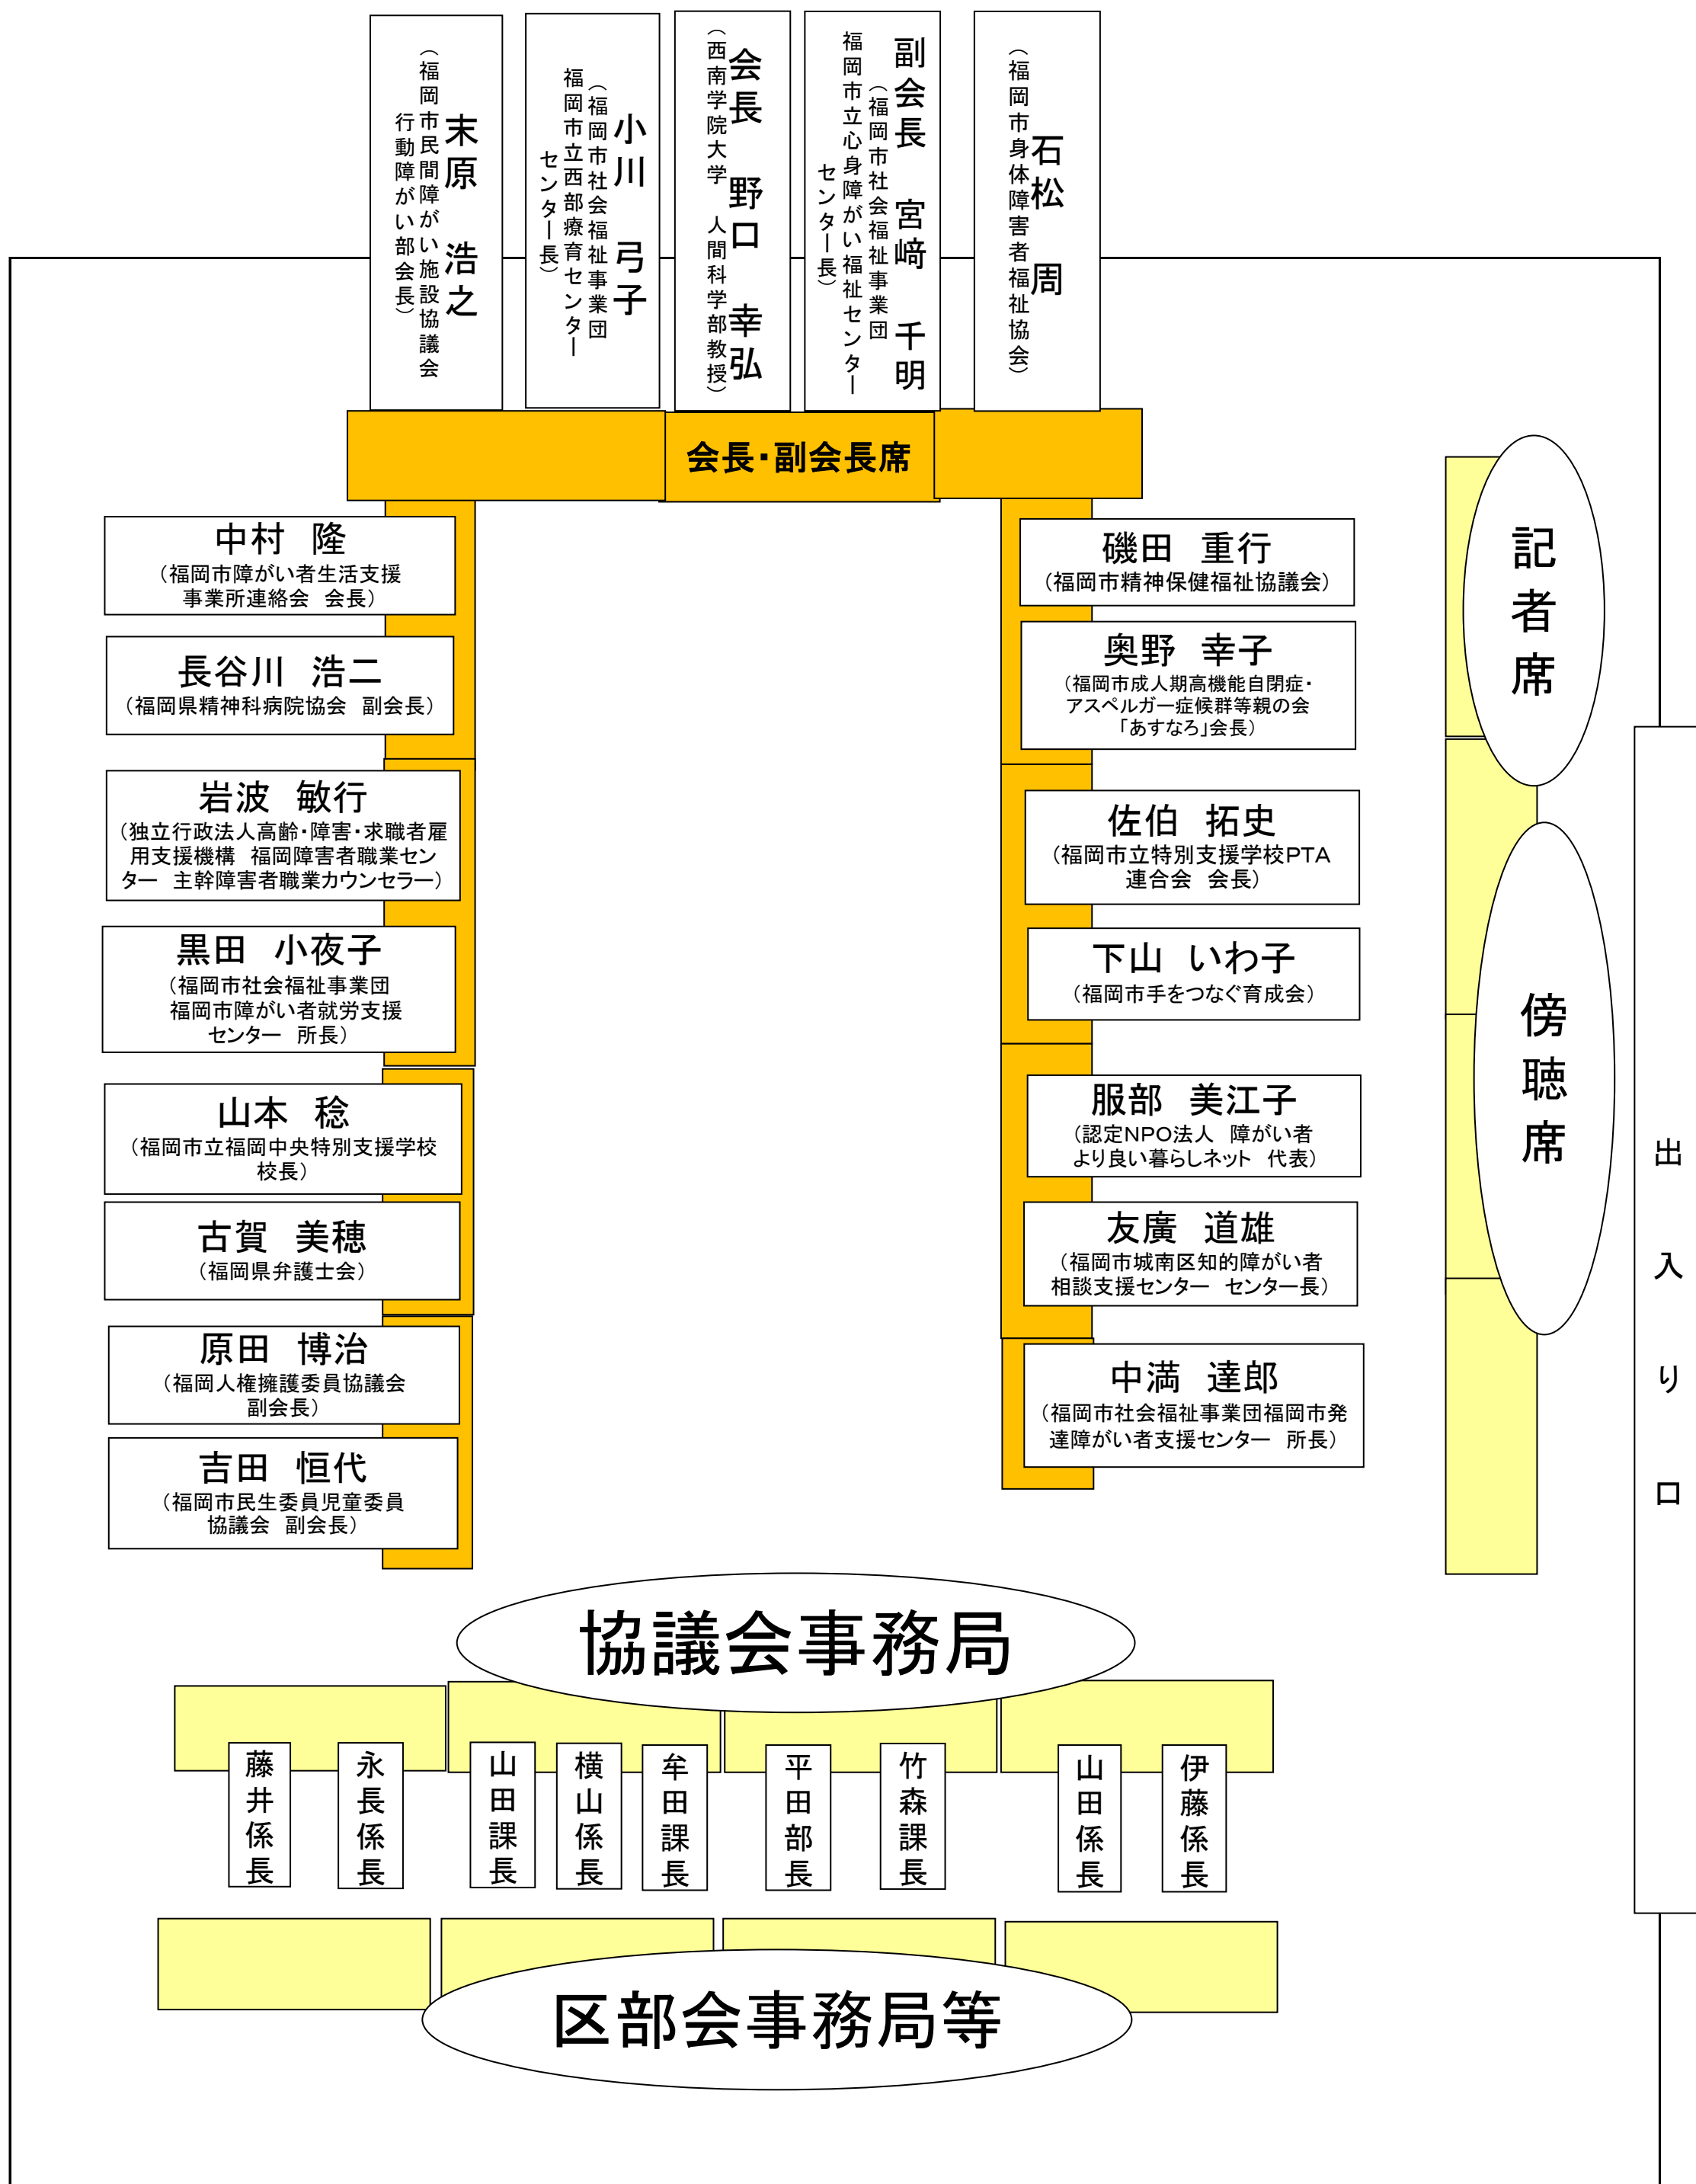 末原　浩之
（福岡市民間障がい施設協議会
行動障がい部会長）
小川　弓子
（福岡市社会福祉事業団
福岡市立西部療育センター
センター長）
会長　野口　幸弘
（西南学院大学　人間科学部教授）
副会長　宮﨑　千明
（福岡市社会福祉事業団
福岡市立心身障がい福祉センター
センター長）
石松　周
（福岡市身体障害者福祉協会）
会長・副会長席
中村　隆
（福岡市障がい者生活支援
事業所連絡会　会長）
長谷川　浩二
（福岡県精神科病院協会　副会長）
岩波　敏行
（独立行政法人高齢・障害・求職者雇
用支援機構　福岡障害者職業セン
ター　主幹障害者職業カウンセラー）
黒田　小夜子
（福岡市社会福祉事業団
福岡市障がい者就労支援
センター　所長）
山本　稔
（福岡市立福岡中央特別支援学校
校長）
古賀　美穂
（福岡県弁護士会）
原田　博治
（福岡人権擁護委員協議会
副会長）
吉田　恒代
（福岡市民生委員児童委員
協議会　副会長）
磯田　重行
（福岡市精神保健福祉協議会）
奥野　幸子
（福岡市成人期高機能自閉症・
アスペルガー症候群等親の会
「あすなろ」会長）
佐伯　拓史
（福岡市立特別支援学校PTA
連合会　会長）
下山　いわ子
（福岡市手をつなぐ育成会）
服部　美江子
（認定NPO法人　障がい者
より良い暮らしネット　代表）
友廣　道雄
（福岡市城南区知的障がい者
相談支援センター　センター長）
中満　達郎
（福岡市社会福祉事業団福岡市発
達障がい者支援センター　所長）
記者席
傍聴席
出入り口
協議会事務局
藤井係長
永長係長
山田課長
横山係長
牟田課長
平田部長
竹森課長
山田係長
伊藤係長
区部会事務局等